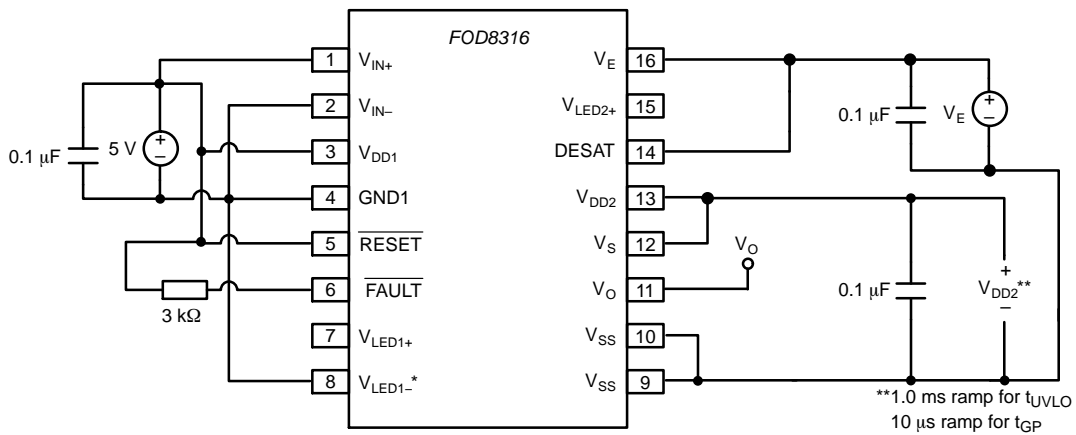 FOD8316
1 V_IN+
2 V_IN−
3 V_DD1
4 GND1
5 RESET
6 FAULT
7 V_LED1+
8 V_LED1−*
V_E 16
V_LED2+ 15
DESAT 14
V_DD2 13
V_S 12
V_O 11
V_SS 10
V_SS 9
0.1 μF
5 V
+
−
3 kΩ
V_O
0.1 μF
+
−
V_E
0.1 μF
+
V_DD2**
−
**1.0 ms ramp for t_UVLO
10 μs ramp for t_GP